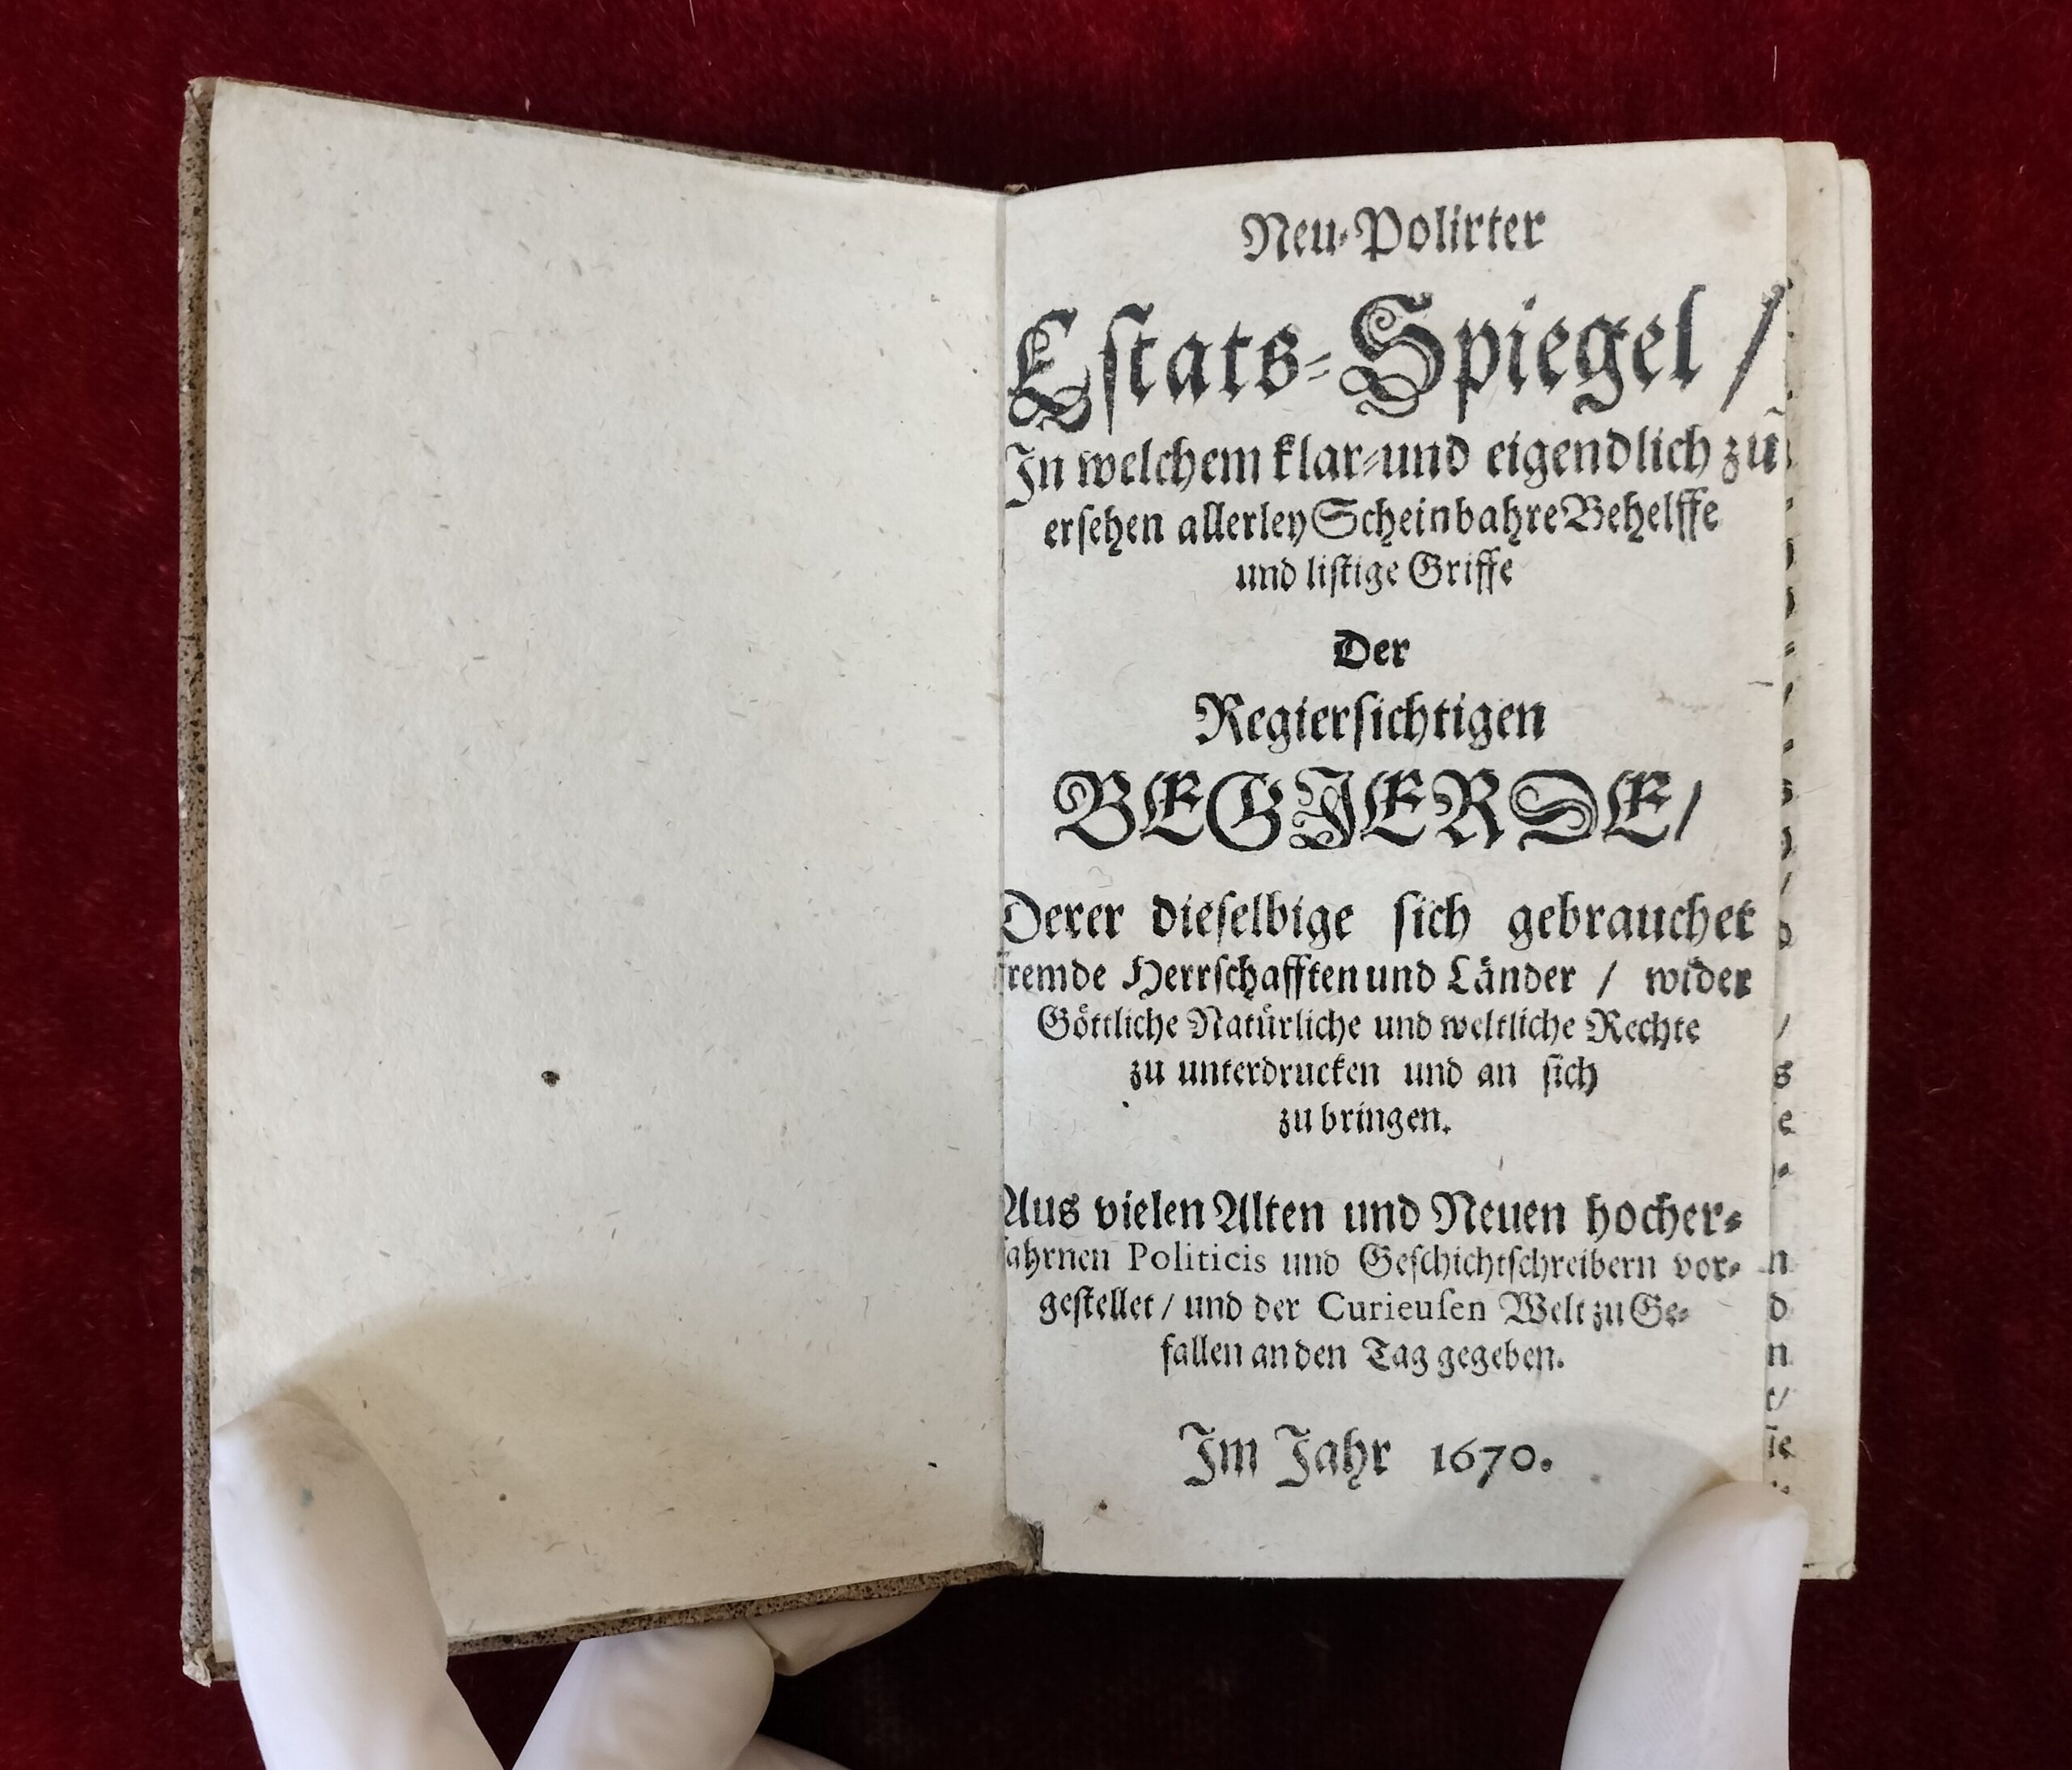 Neu-Polirter
Estats-Spiegel /
In welchem klar-und eigendlich zũ
ersehen allerley Scheinbahre Behelffe
und listige Griffe
Der
Regiersichtigen
BEGJERDE /
Derer dieselbige sich gebrauchet
fremde Herrschafften und Länder / wider
Göttliche Natürliche und weltliche Rechte
zu unterdrucken und an sich
zu bringen.
Aus vielen Alten und Neuen hocher-
fahrnen Politicis und Geschichtschreibern vor-
gestellet / und der Curieusen Welt zu Ge-
fallen an den Tag gegeben.
Im Jahr 1670.